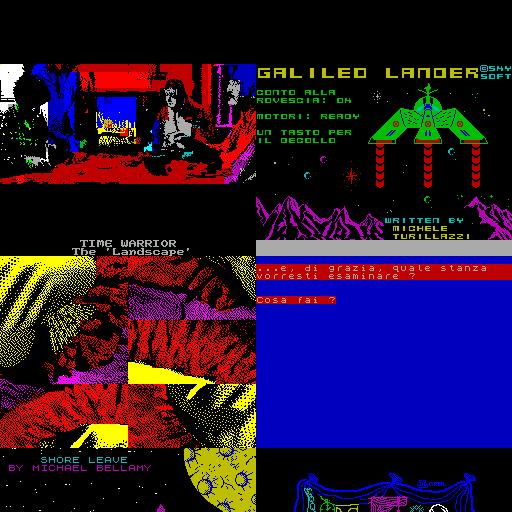 GALILEO LANDER
©SKY
SOFT
CONTO ALLA
ROVESCIA: OK
MOTORI: READY
UN TASTO PER
IL DECOLLO
WRITTEN BY
MICHELE
TURILLAZZI
TIME WARRIOR
The 'Landscape'
...e, di grazia, quale stanza
vorresti esaminare ?
Cosa fai ?
SHORE LEAVE
BY MICHAEL BELLAMY